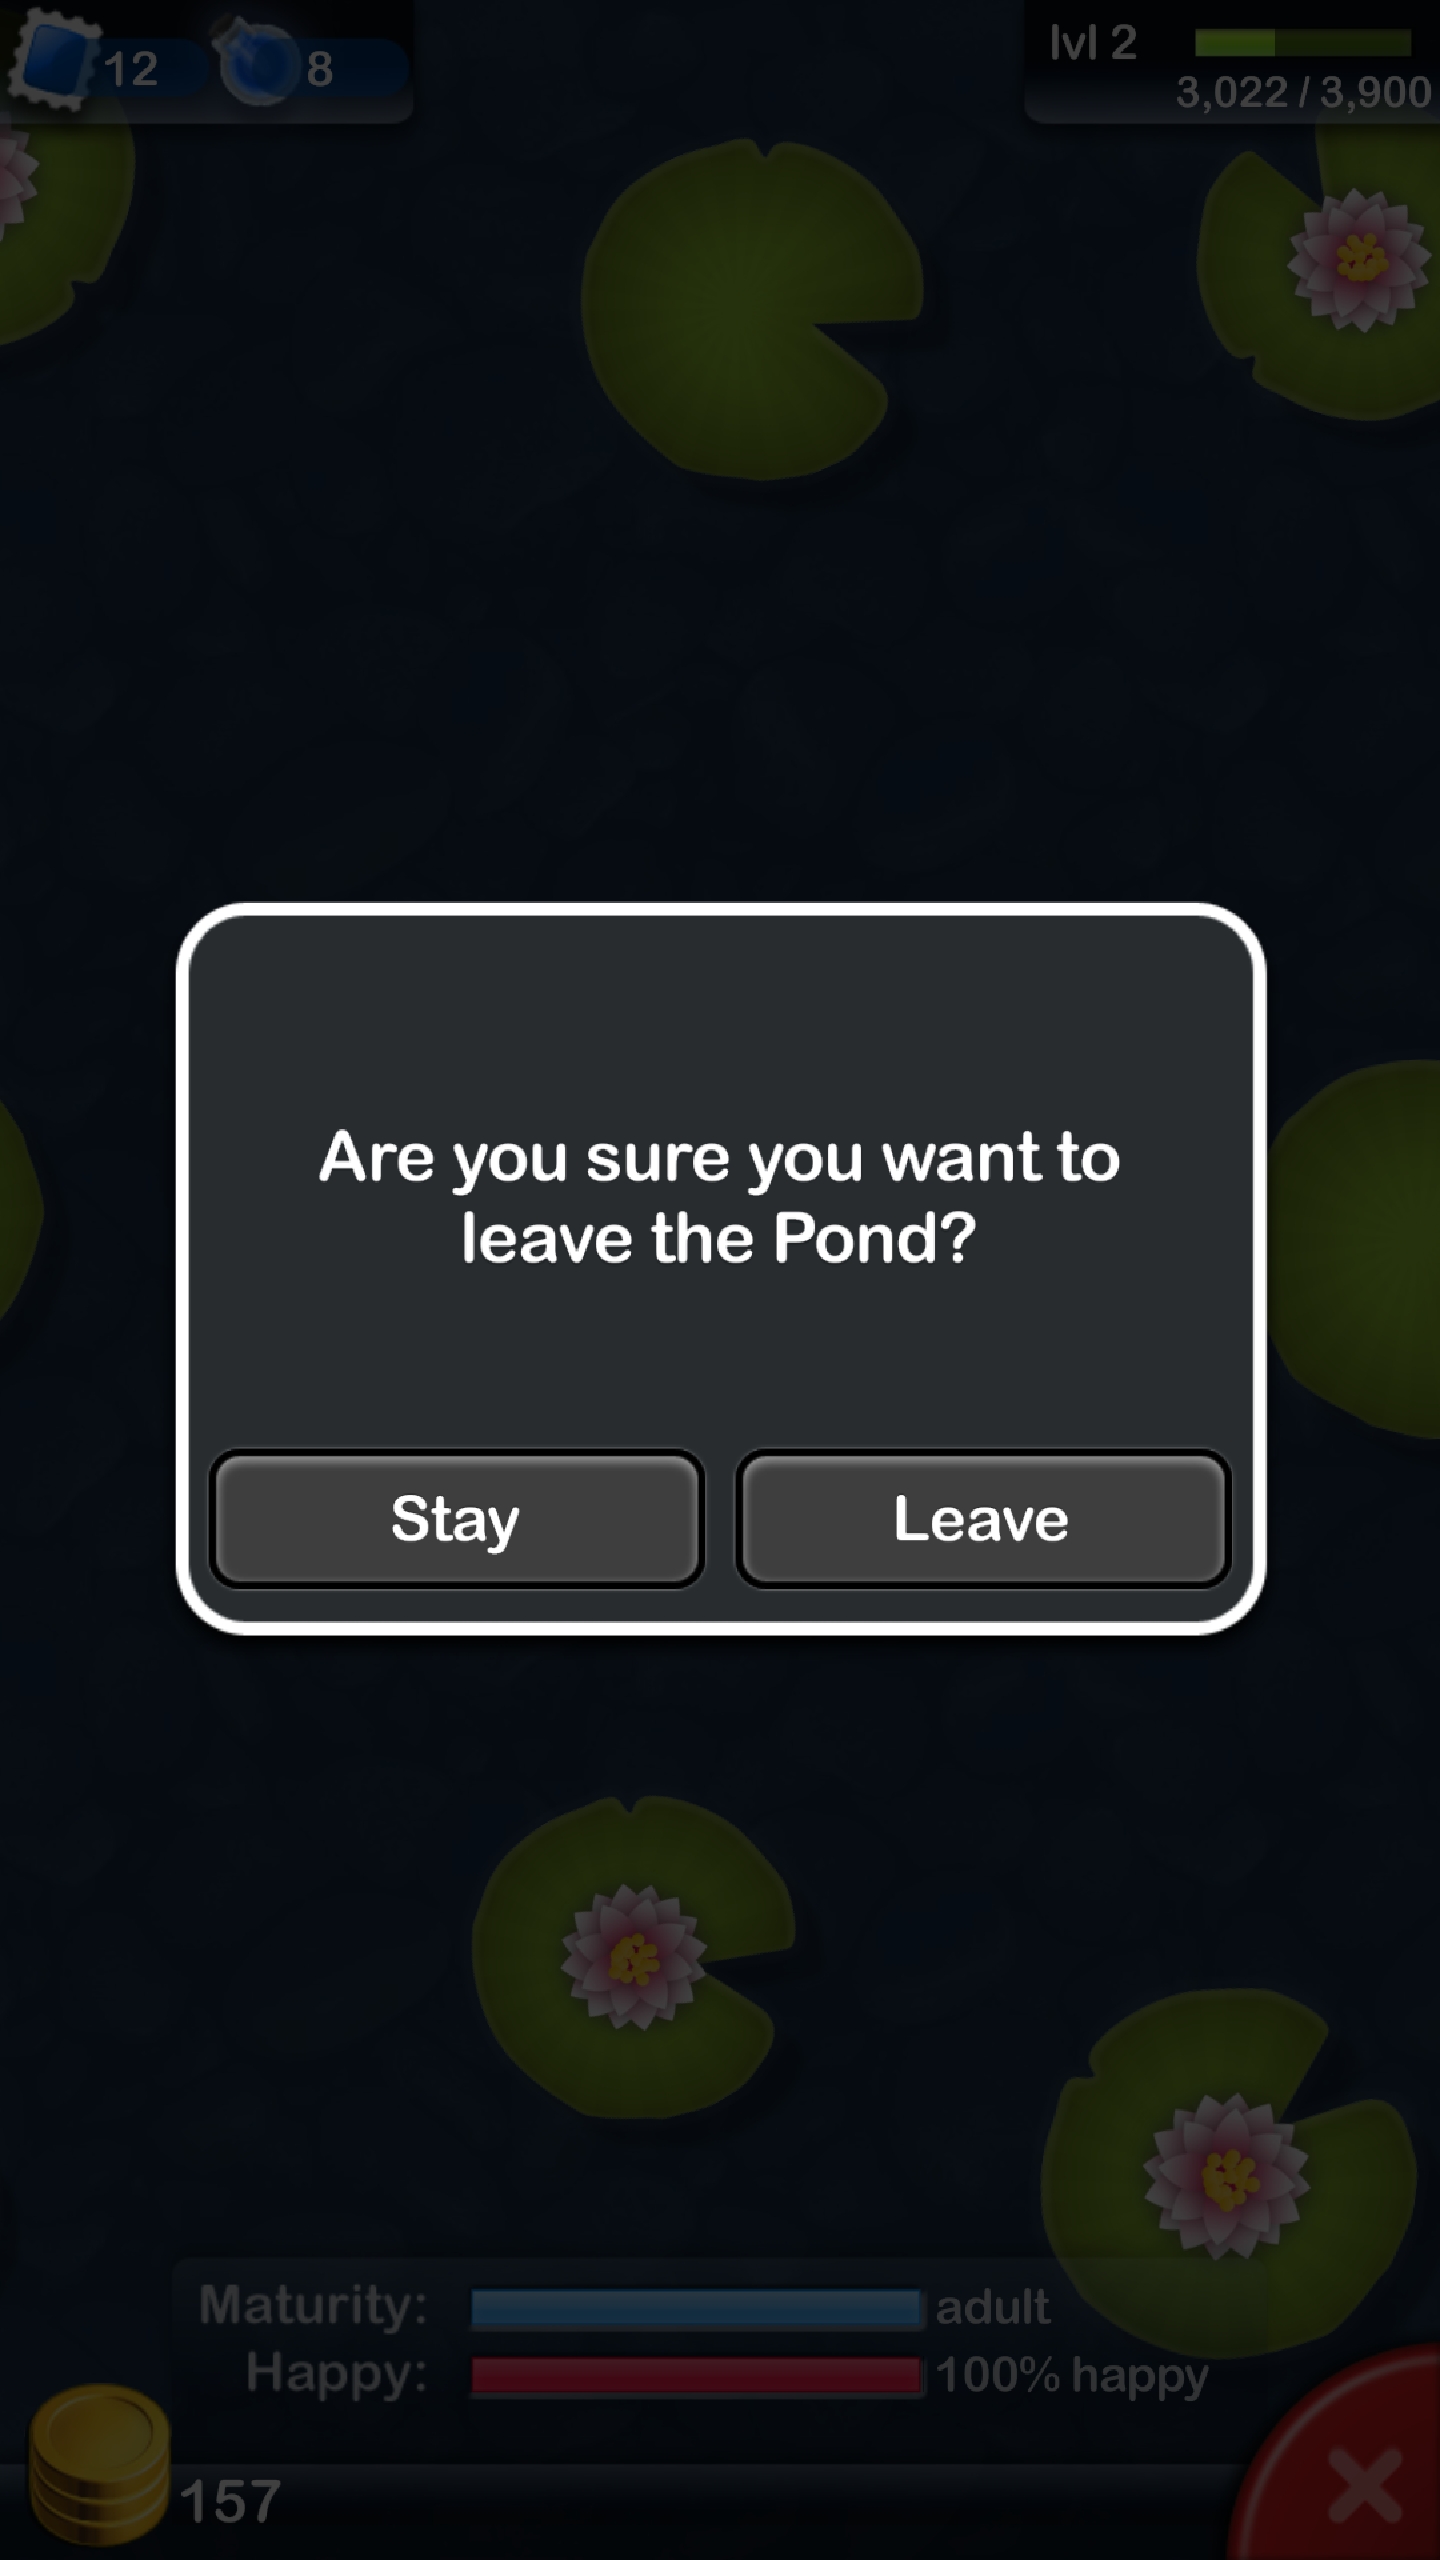 12 8
lvl 2
3,022 / 3,900
Are you sure you want to
leave the Pond?
Stay Leave
Maturity: adult
Happy: 100% happy
157